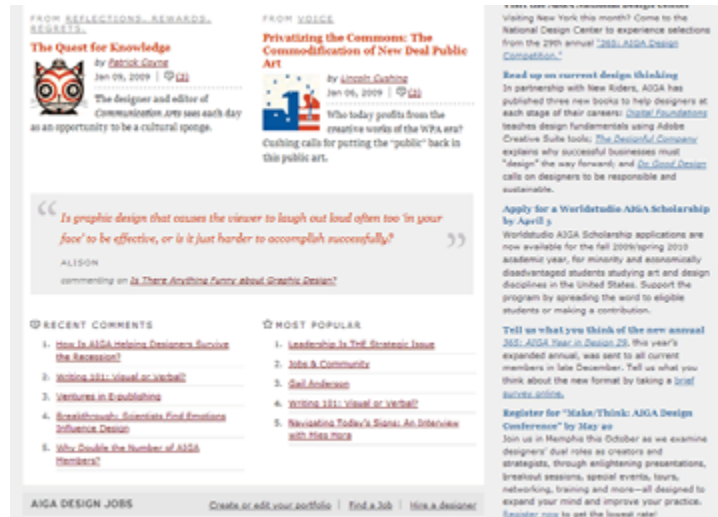 FROM REFLECTIONS, REWARDS,
REGRETS.
The Quest for Knowledge
by Patrick Coyne
Jan 09, 2009 | (3)
The designer and editor of
Communication Arts sees each day
as an opportunity to be a cultural sponge.
FROM VOICE
Privatizing the Commons: The
Commodification of New Deal Public
Art
by Lincoln Cushing
Jan 06, 2009 |
Who today profits from the
creative works of the WPA era?
Cushing calls for putting the "public" back in
this public art.
“ Is graphic design that causes the viewer to laugh out loud often too 'in your
face' to be effective, or is it just harder to accomplish successfully? ”
ALISON
commenting on Is There Anything Funny about Graphic Design?
RECENT COMMENTS
1. How Is AIGA Helping Designers Survive
the Recession?
2. Writing 101: Visual or Verbal?
3. Ventures in E-publishing
4. Breakthrough: Scientists Find Emotions
Influence Design
5. Why Double the Number of AIGA
Members?
MOST POPULAR
1. Leadership Is THE Strategic Issue
2. Jobs & Community
3. Gail Anderson
4. Writing 101: Visual or Verbal?
5. Navigating Today's Signs: An Interview
with Mies Hora
AIGA DESIGN JOBS
Create or edit your portfolio | Find a Job | Hire a designer
Visit the AIGA National Design Center
Visiting New York this month? Come to the
National Design Center to experience selections
from the 29th annual "365: AIGA Design
Competition."
Read up on current design thinking
In partnership with New Riders, AIGA has
published three new books to help designers at
each stage of their careers: Digital Foundations
teaches design fundamentals using Adobe
Creative Suite tools; The Designful Company
explains why successful businesses must
"design" the way forward; and Do Good Design
calls on designers to be responsible and
sustainable.
Apply for a Worldstudio AIGA Scholarship
by April 3
Worldstudio AIGA Scholarship applications are
now available for the fall 2009/spring 2010
academic year, for minority and economically
disadvantaged students studying art and design
disciplines in the United States. Support the
program by spreading the word to eligible
students or making a contribution.
Tell us what you think of the new annual
365: AIGA Year in Design 29, this year's
expanded annual, was sent to all current
members in late December. Tell us what you
think about the new format by taking a brief
survey online.
Register for "Make/Think: AIGA Design
Conference" by May 20
Join us in Memphis this October as we examine
designers' dual roles as creators and
strategists, through enlightening presentations,
breakout sessions, special events, tours,
networking, training and more—all designed to
expand your mind and improve your practice.
Register now to get the lowest rate!